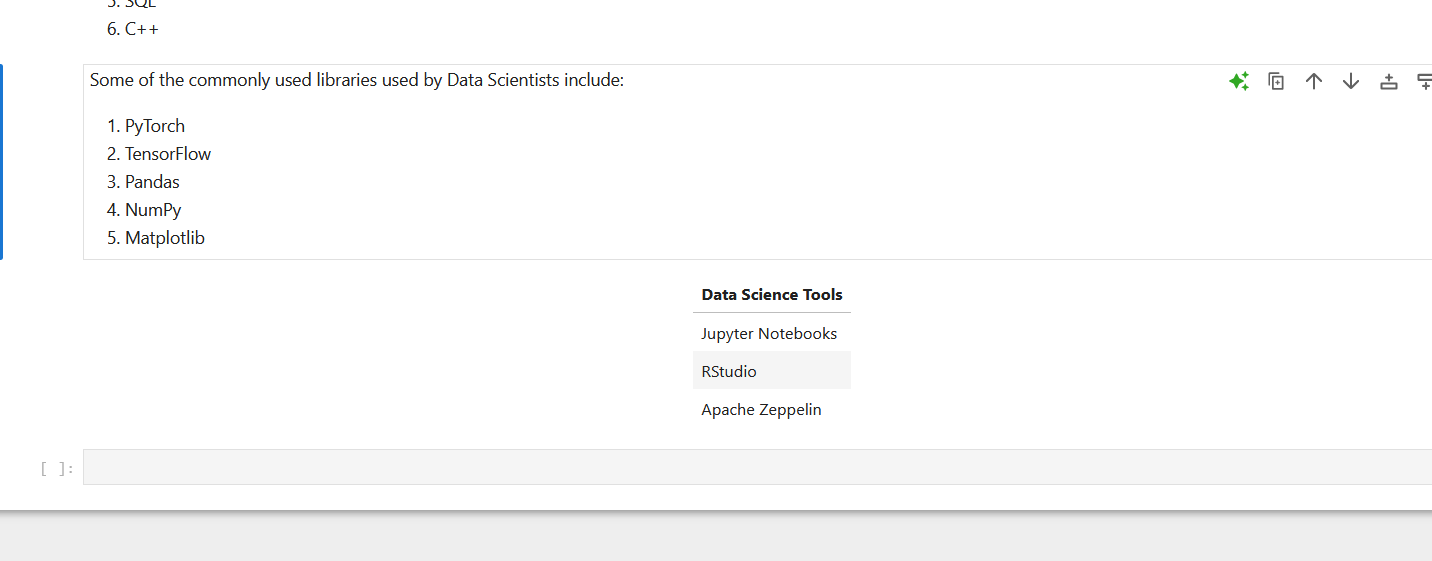 5. SQL
6. C++
Some of the commonly used libraries used by Data Scientists include:
1. PyTorch
2. TensorFlow
3. Pandas
4. NumPy
5. Matplotlib
Data Science Tools
Jupyter Notebooks
RStudio
Apache Zeppelin
[ ]: